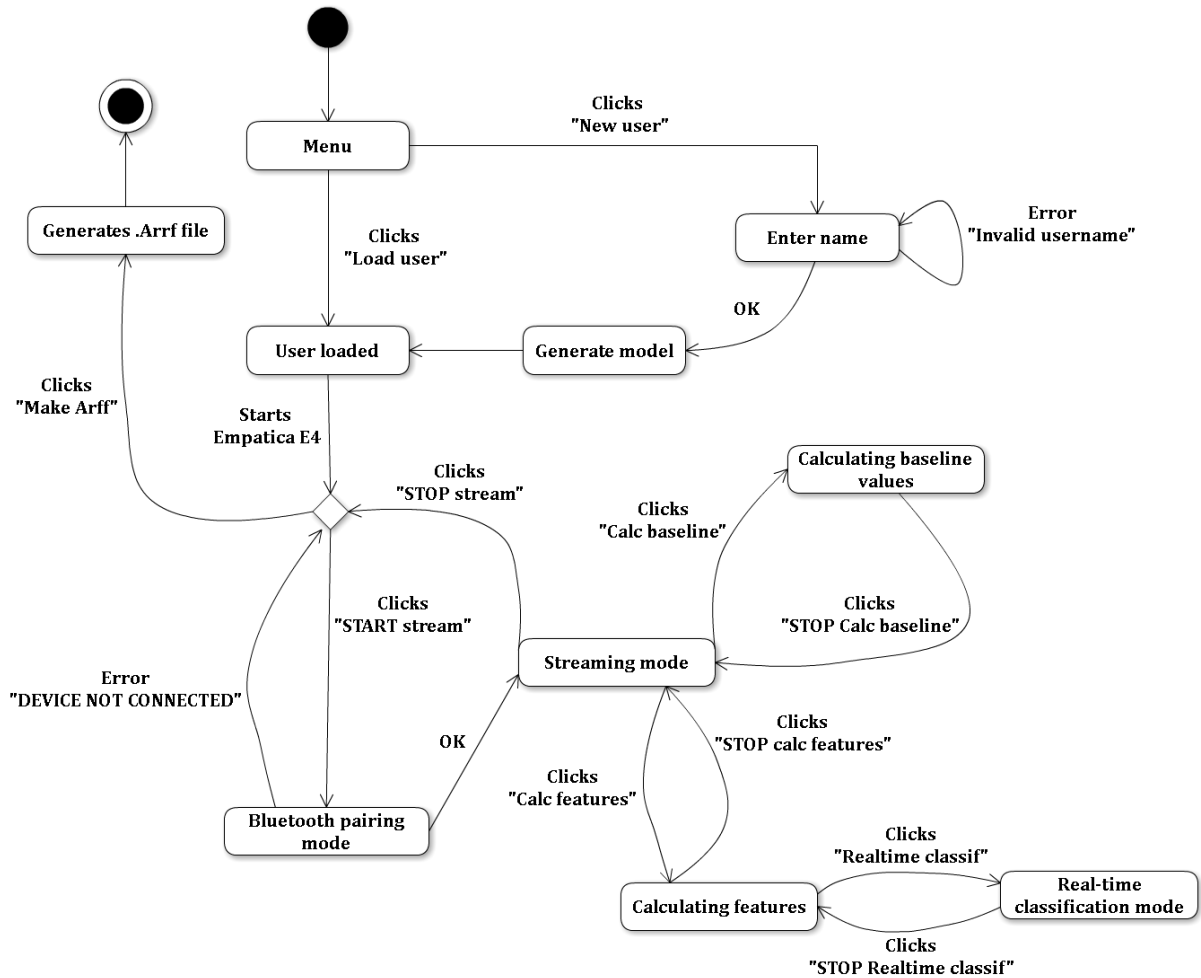 Clicks
"New user"
Menu
Generates .Arrf file
Clicks
"Load user"
Enter name
Error
"Invalid username"
OK
User loaded
Generate model
Clicks
"Make Arff"
Starts
Empatica E4
Clicks
"STOP stream"
Calculating baseline
values
Clicks
"Calc baseline"
Clicks
"START stream"
Clicks
"STOP Calc baseline"
Streaming mode
Error
"DEVICE NOT CONNECTED"
OK
Clicks
"STOP calc features"
Clicks
"Calc features"
Bluetooth pairing
mode
Clicks
"Realtime classif"
Calculating features
Real-time
classification mode
Clicks
"STOP Realtime classif"